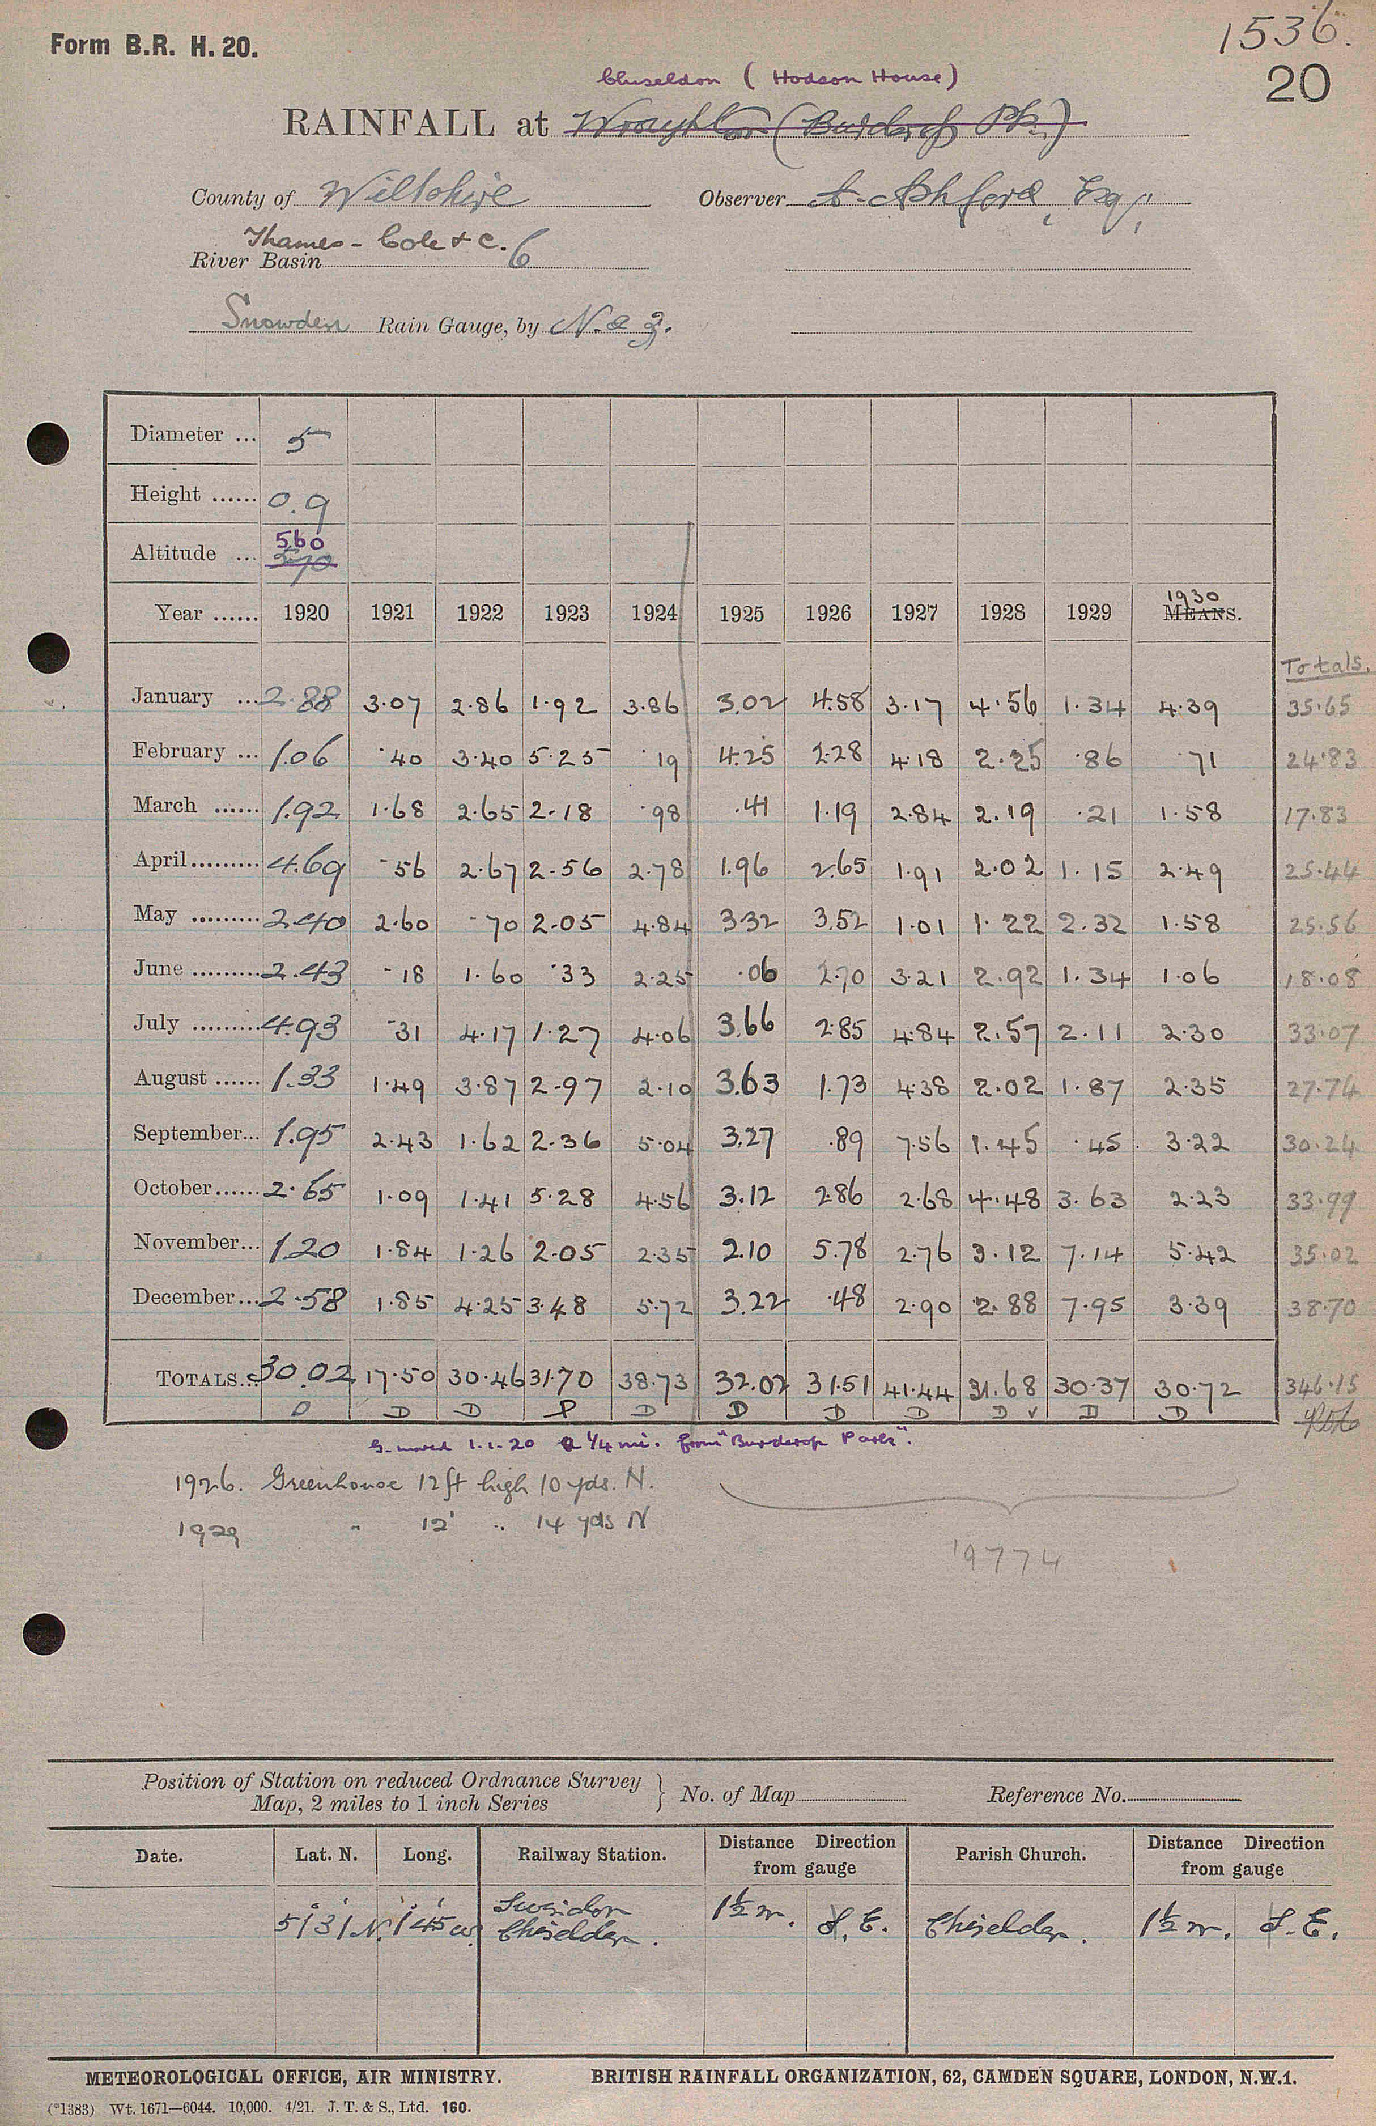 Form B.R. H. 20.
1536.
20
Chiseldon ( Hodson House )
RAINFALL at Wroughton (Burderop Pk.)
County of Wiltshire Observer A. Ashford, Esq,
Thames - Cole & c. 6
River Basin
Snowden Rain Gauge, by N. & Z.
Diameter ... 5
Height ...... 0.9
560
Altitude ... 570
1930
Year ...... 1920 1921 1922 1923 1924 1925 1926 1927 1928 1929 MEANS.
Totals.
January ... 2.88 3.07 2.86 1.92 3.86 3.02 4.58 3.17 4.56 1.34 4.39 35.65
February ... 1.06 .40 3.40 5.25 .19 4.25 2.28 4.18 2.25 .86 .71 24.83
March ...... 1.92 1.68 2.65 2.18 .98 .41 1.19 2.84 2.19 .21 1.58 17.83
April ......... 4.69 .56 2.67 2.56 2.78 1.96 2.65 1.91 2.02 1.15 2.49 25.44
May ......... 2.40 2.60 .70 2.05 4.84 3.32 3.52 1.01 1.22 2.32 1.58 25.56
June ......... 2.43 .18 1.60 .33 2.25 .06 2.70 3.21 2.92 1.34 1.06 18.08
July ......... 4.93 .31 4.17 1.27 4.06 3.66 2.85 4.84 2.57 2.11 2.30 33.07
August ...... 1.33 1.49 3.87 2.97 2.10 3.63 1.73 4.38 2.02 1.87 2.35 27.74
September... 1.95 2.43 1.62 2.36 5.04 3.27 .89 7.56 1.45 .45 3.22 30.24
October ...... 2.65 1.09 1.41 5.28 4.56 3.12 2.86 2.68 4.48 3.63 2.23 33.99
November... 1.20 1.84 1.26 2.05 2.35 2.10 5.78 2.76 3.12 7.14 5.42 35.02
December ... 2.58 1.85 4.25 3.48 5.72 3.22 .48 2.90 2.88 7.95 3.39 38.70
TOTALS... 30.02 17.50 30.46 31.70 38.73 32.02 31.51 41.44 31.68 30.37 30.72 346.15
D D D P D D D D D v D D
G. moved 1.1.20 a 1/4 mi. from "Burderop Park".
1926. Greenhouse 12 ft high 10 yds. N.
1929 " 12' " 14 yds N
19774
Position of Station on reduced Ordnance Survey Map, 2 miles to 1 inch Series } No. of Map Reference No.
Date. Lat. N. Long. Railway Station. Distance Direction from gauge Parish Church. Distance Direction from gauge
51° 31' N. 1° 45' W. Swindon
Chiseldon. 1½ m. S. E. Chiseldon. 1½ m. S. E.
METEOROLOGICAL OFFICE, AIR MINISTRY. BRITISH RAINFALL ORGANIZATION, 62, CAMDEN SQUARE, LONDON, N.W.1.
(*1383) Wt. 1671—6044. 10,000. 4/21. J. T. & S., Ltd. 160.